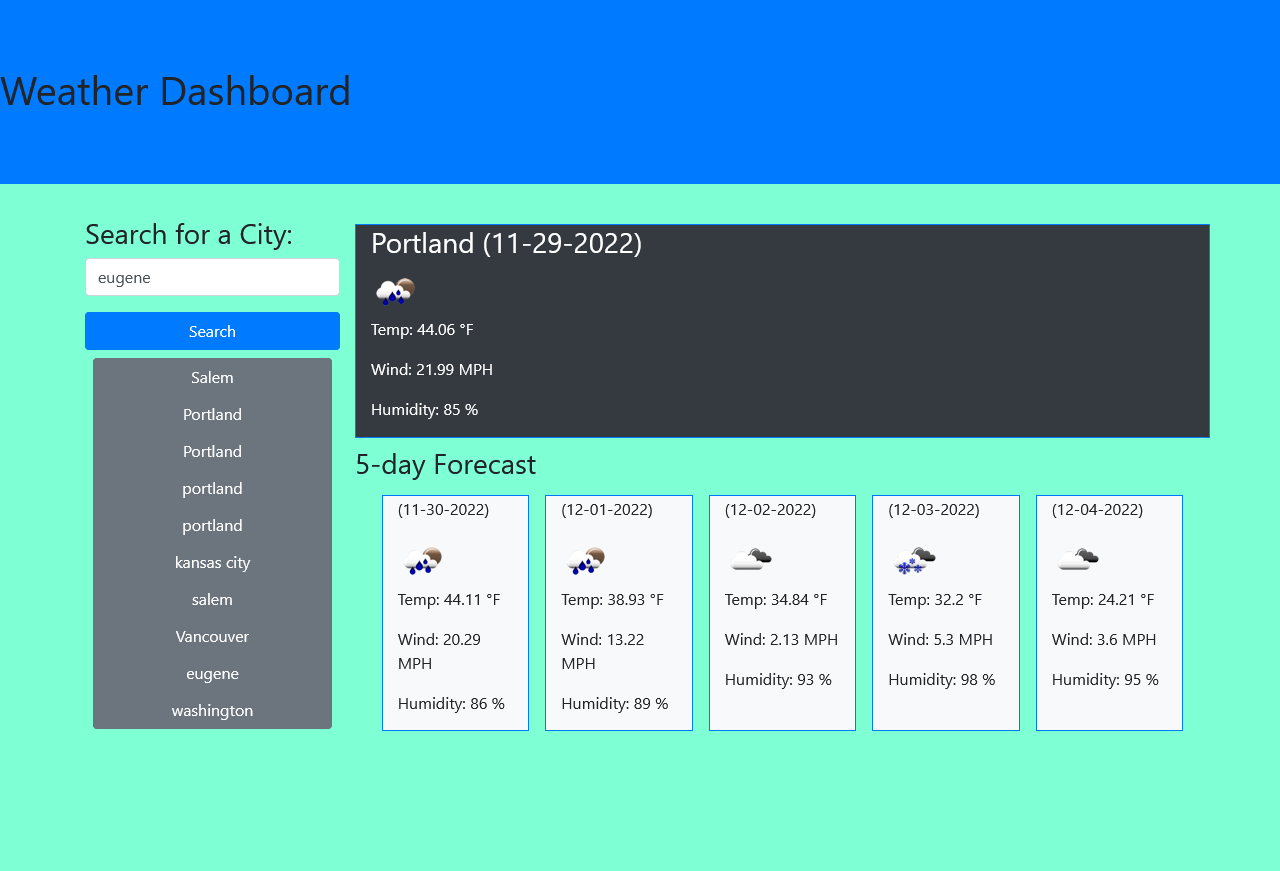 Weather Dashboard
Search for a City:
eugene
Search
Salem
Portland
Portland
portland
portland
kansas city
salem
Vancouver
eugene
washington
Portland (11-29-2022)
Temp: 44.06 °F
Wind: 21.99 MPH
Humidity: 85 %
5-day Forecast
(11-30-2022)
Temp: 44.11 °F
Wind: 20.29
MPH
Humidity: 86 %
(12-01-2022)
Temp: 38.93 °F
Wind: 13.22
MPH
Humidity: 89 %
(12-02-2022)
Temp: 34.84 °F
Wind: 2.13 MPH
Humidity: 93 %
(12-03-2022)
Temp: 32.2 °F
Wind: 5.3 MPH
Humidity: 98 %
(12-04-2022)
Temp: 24.21 °F
Wind: 3.6 MPH
Humidity: 95 %